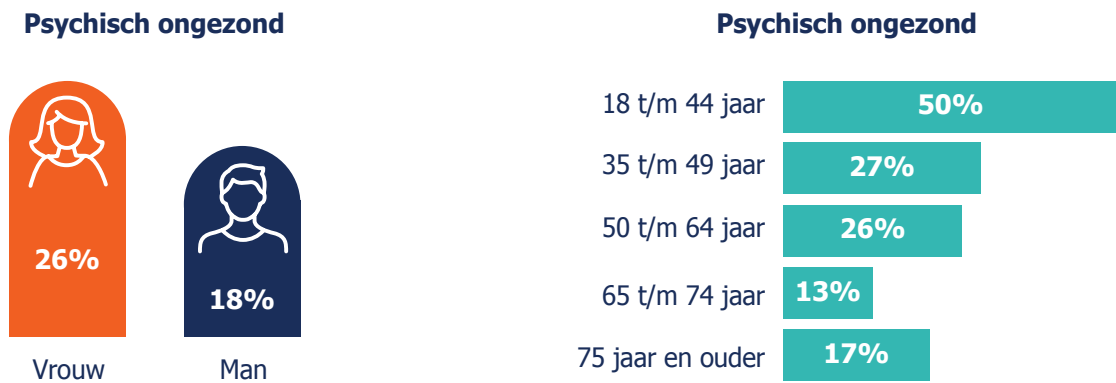 Psychisch ongezond
26%
18%
Vrouw
Man
Psychisch ongezond
18 t/m 44 jaar 50%
35 t/m 49 jaar 27%
50 t/m 64 jaar 26%
65 t/m 74 jaar 13%
75 jaar en ouder 17%